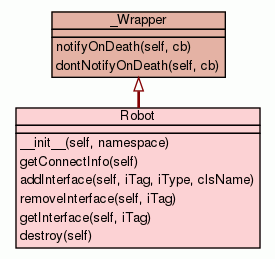 _Wrapper
notifyOnDeath(self, cb)
dontNotifyOnDeath(self, cb)
Robot
__init__(self, namespace)
getConnectInfo(self)
addInterface(self, iTag, iType, clsName)
removeInterface(self, iTag)
getInterface(self, iTag)
destroy(self)